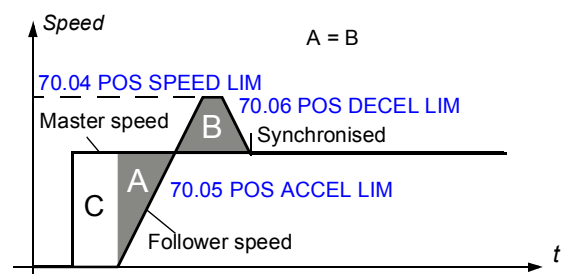 Speed
A = B
70.04 POS SPEED LIM
70.06 POS DECEL LIM
Master speed
B
Synchronised
A
70.05 POS ACCEL LIM
C
Follower speed
t